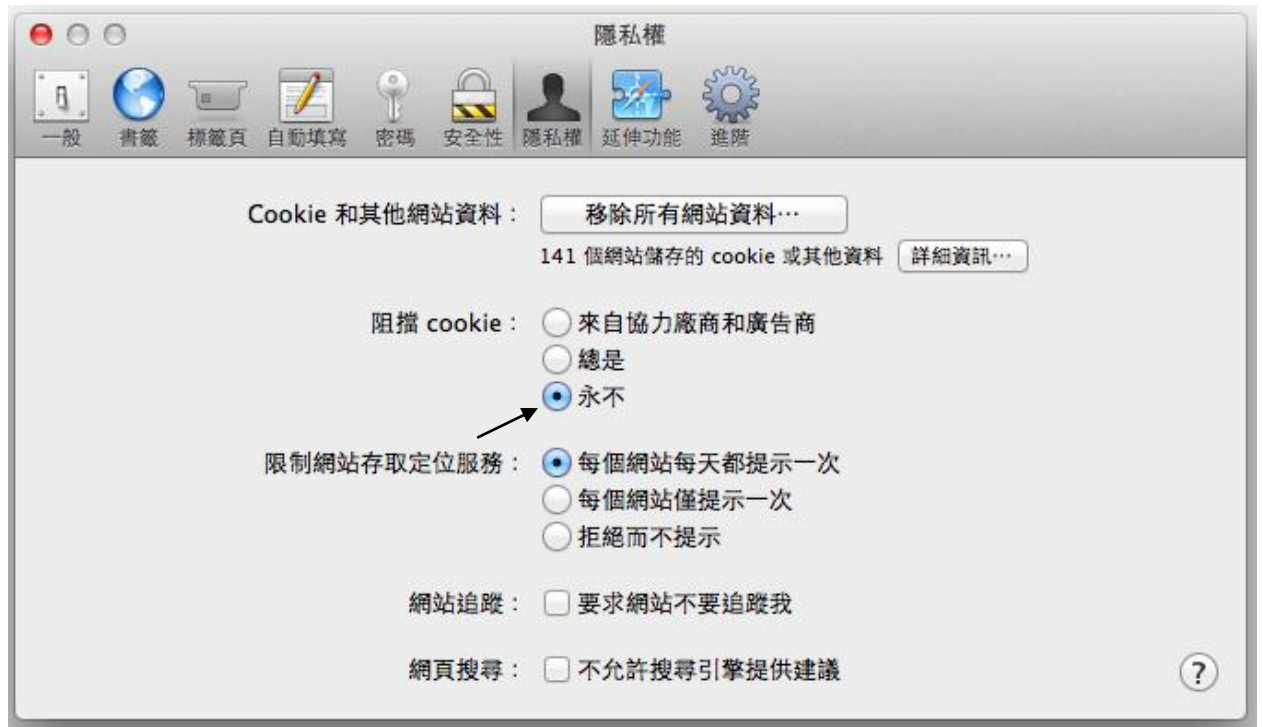 隱私權
一般 書籤 標籤頁 自動填寫 密碼 安全性 隱私權 延伸功能 進階
Cookie 和其他網站資料： 移除所有網站資料…
141 個網站儲存的 cookie 或其他資料 詳細資訊…
阻擋 cookie： 來自協力廠商和廣告商
總是
永不
限制網站存取定位服務： 每個網站每天都提示一次
每個網站僅提示一次
拒絕而不提示
網站追蹤： 要求網站不要追蹤我
網頁搜尋： 不允許搜尋引擎提供建議
?